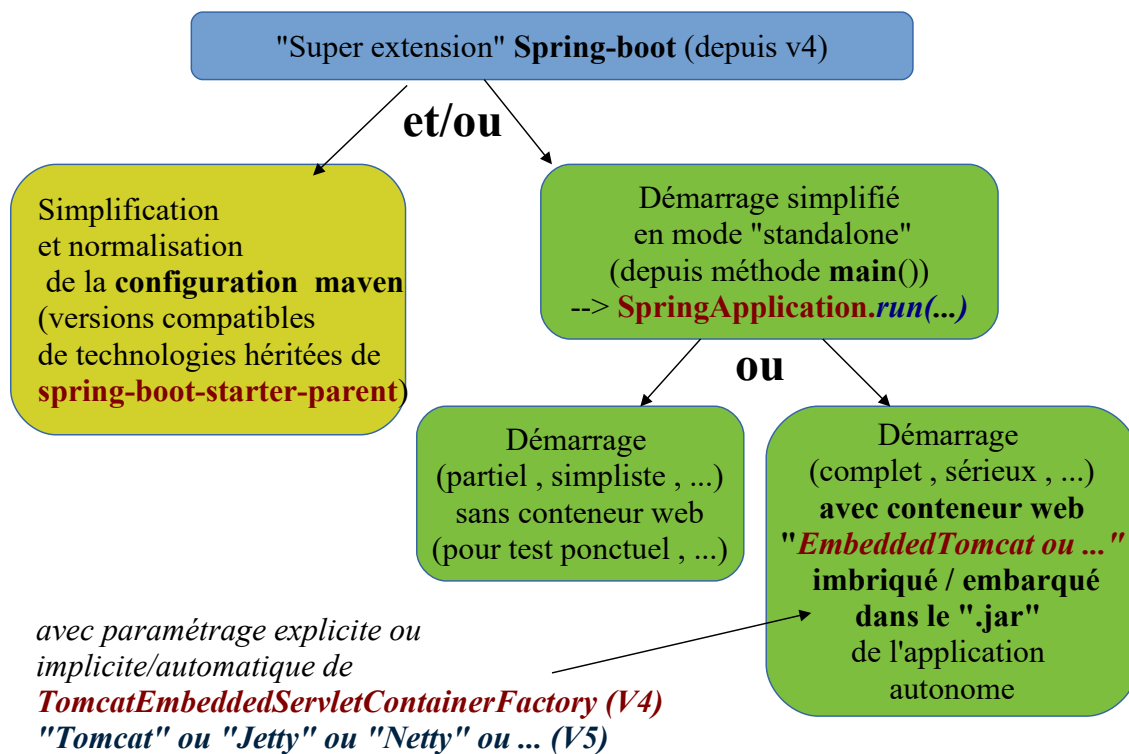 "Super extension" Spring-boot (depuis v4)
et/ou
Simplification
et normalisation
de la configuration maven
(versions compatibles
de technologies héritées de
spring-boot-starter-parent)
Démarrage simplifié
en mode "standalone"
(depuis méthode main())
--> SpringApplication.run(...)
ou
Démarrage
(partiel , simpliste , ...)
sans conteneur web
(pour test ponctuel , ...)
Démarrage
(complet , sérieux , ...)
avec conteneur web
"EmbeddedTomcat ou ..."
imbriqué / embarqué
dans le ".jar"
de l'application
autonome
avec paramétrage explicite ou
implicite/automatique de
TomcatEmbeddedServletContainerFactory (V4)
"Tomcat" ou "Jetty" ou "Netty" ou ... (V5)